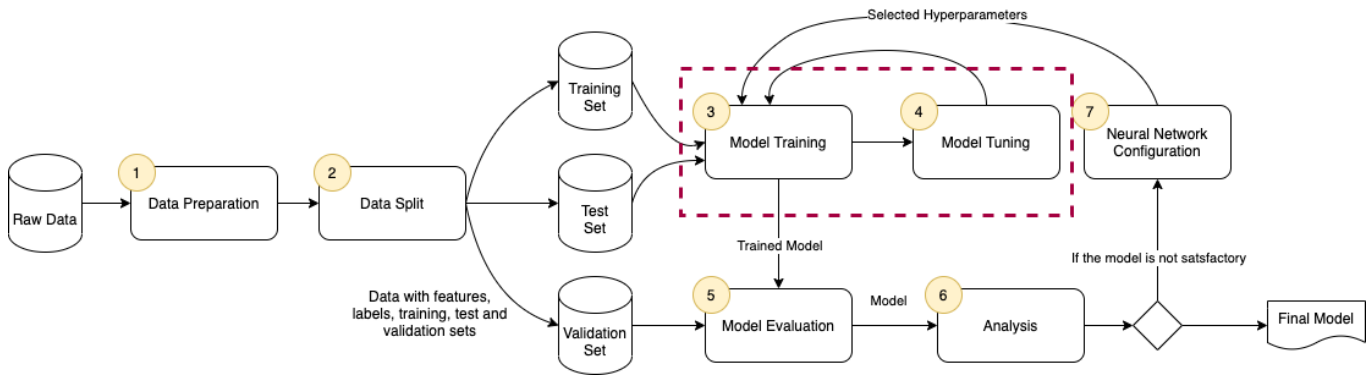 Selected Hyperparameters
Training
Set
3
Model Training
4
Model Tuning
7
Neural Network
Configuration
Raw Data
1
Data Preparation
2
Data Split
Test
Set
Trained Model
If the model is not satsfactory
Data with features,
labels, training, test and
validation sets
Validation
Set
5
Model Evaluation
Model
6
Analysis
Final Model